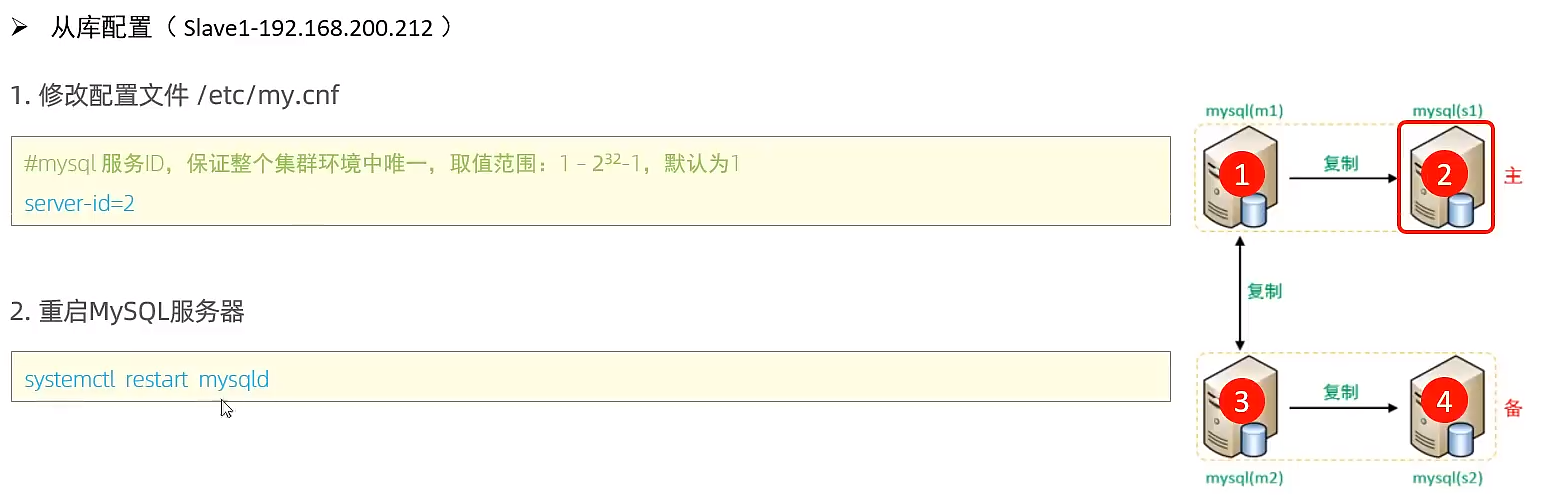 ➢ 从库配置（ Slave1-192.168.200.212 ）
1. 修改配置文件 /etc/my.cnf
#mysql 服务ID，保证整个集群环境中唯一，取值范围：1 – 2³²-1，默认为1
server-id=2
2. 重启MySQL服务器
systemctl restart mysqld
mysql(m1) mysql(s1)
1 复制 2 主
复制
3 复制 4 备
mysql(m2) mysql(s2)